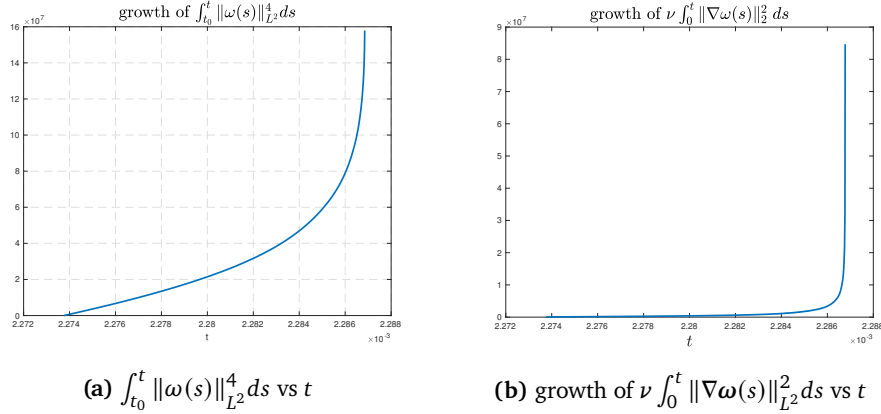 growth of ∫_{t_0}^{t} ‖ω(s)‖_{L^2}^4 ds
×10^7
16
14
12
10
8
6
4
2
0
2.272 2.274 2.276 2.278 2.28 2.282 2.284 2.286 2.288
t
×10^-3
growth of ν ∫_0^t ‖∇ω(s)‖_2^2 ds
×10^7
9
8
7
6
5
4
3
2
1
0
2.272 2.274 2.276 2.278 2.28 2.282 2.284 2.286 2.288
t
×10^-3
(a) ∫_{t_0}^{t} ‖ω(s)‖_{L^2}^4 ds vs t
(b) growth of ν ∫_0^t ‖∇ω(s)‖_{L^2}^2 ds vs t